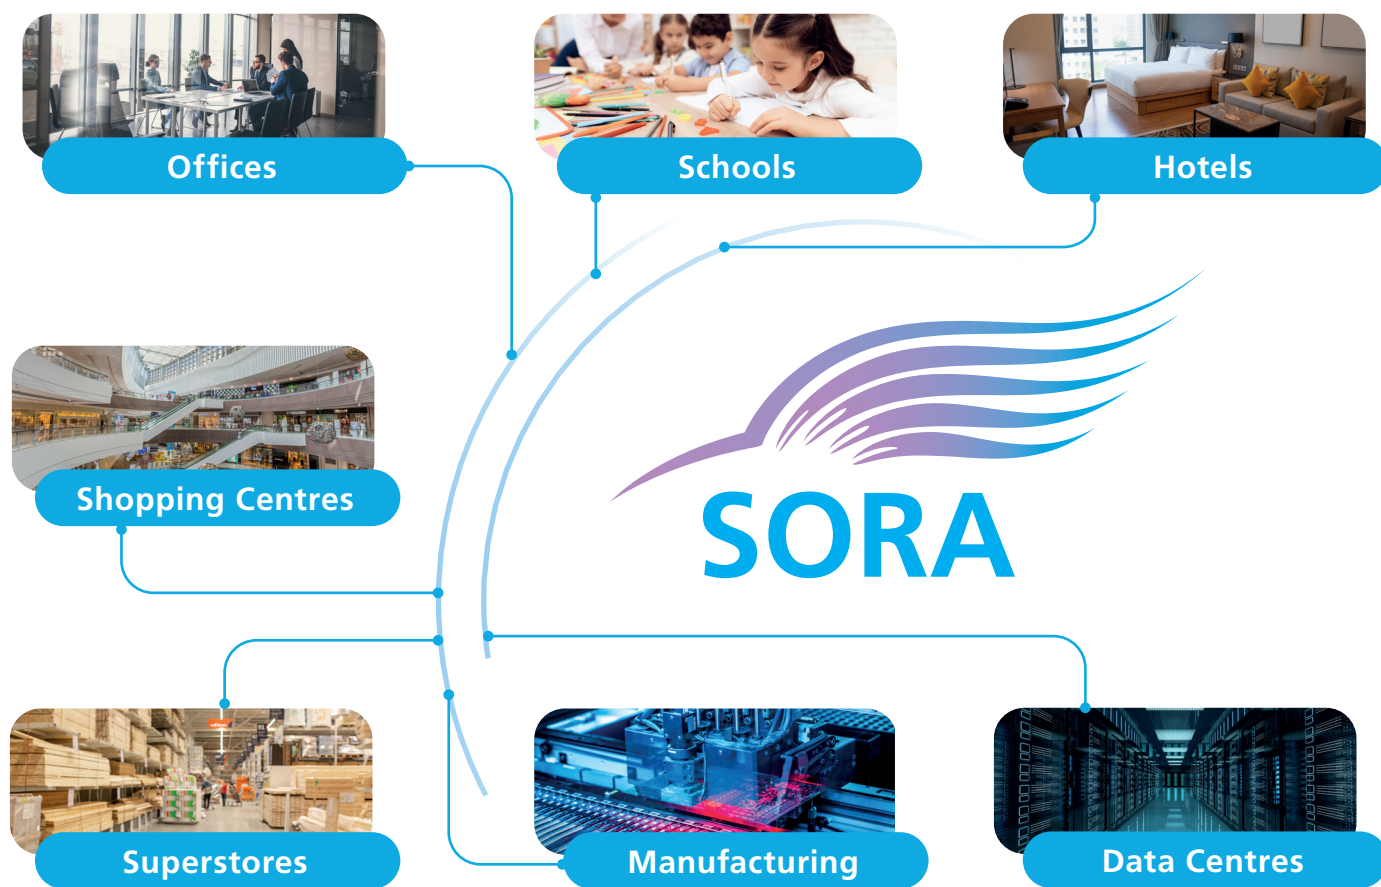 Offices
Schools
Hotels
Shopping Centres
SORA
Superstores
Manufacturing
Data Centres